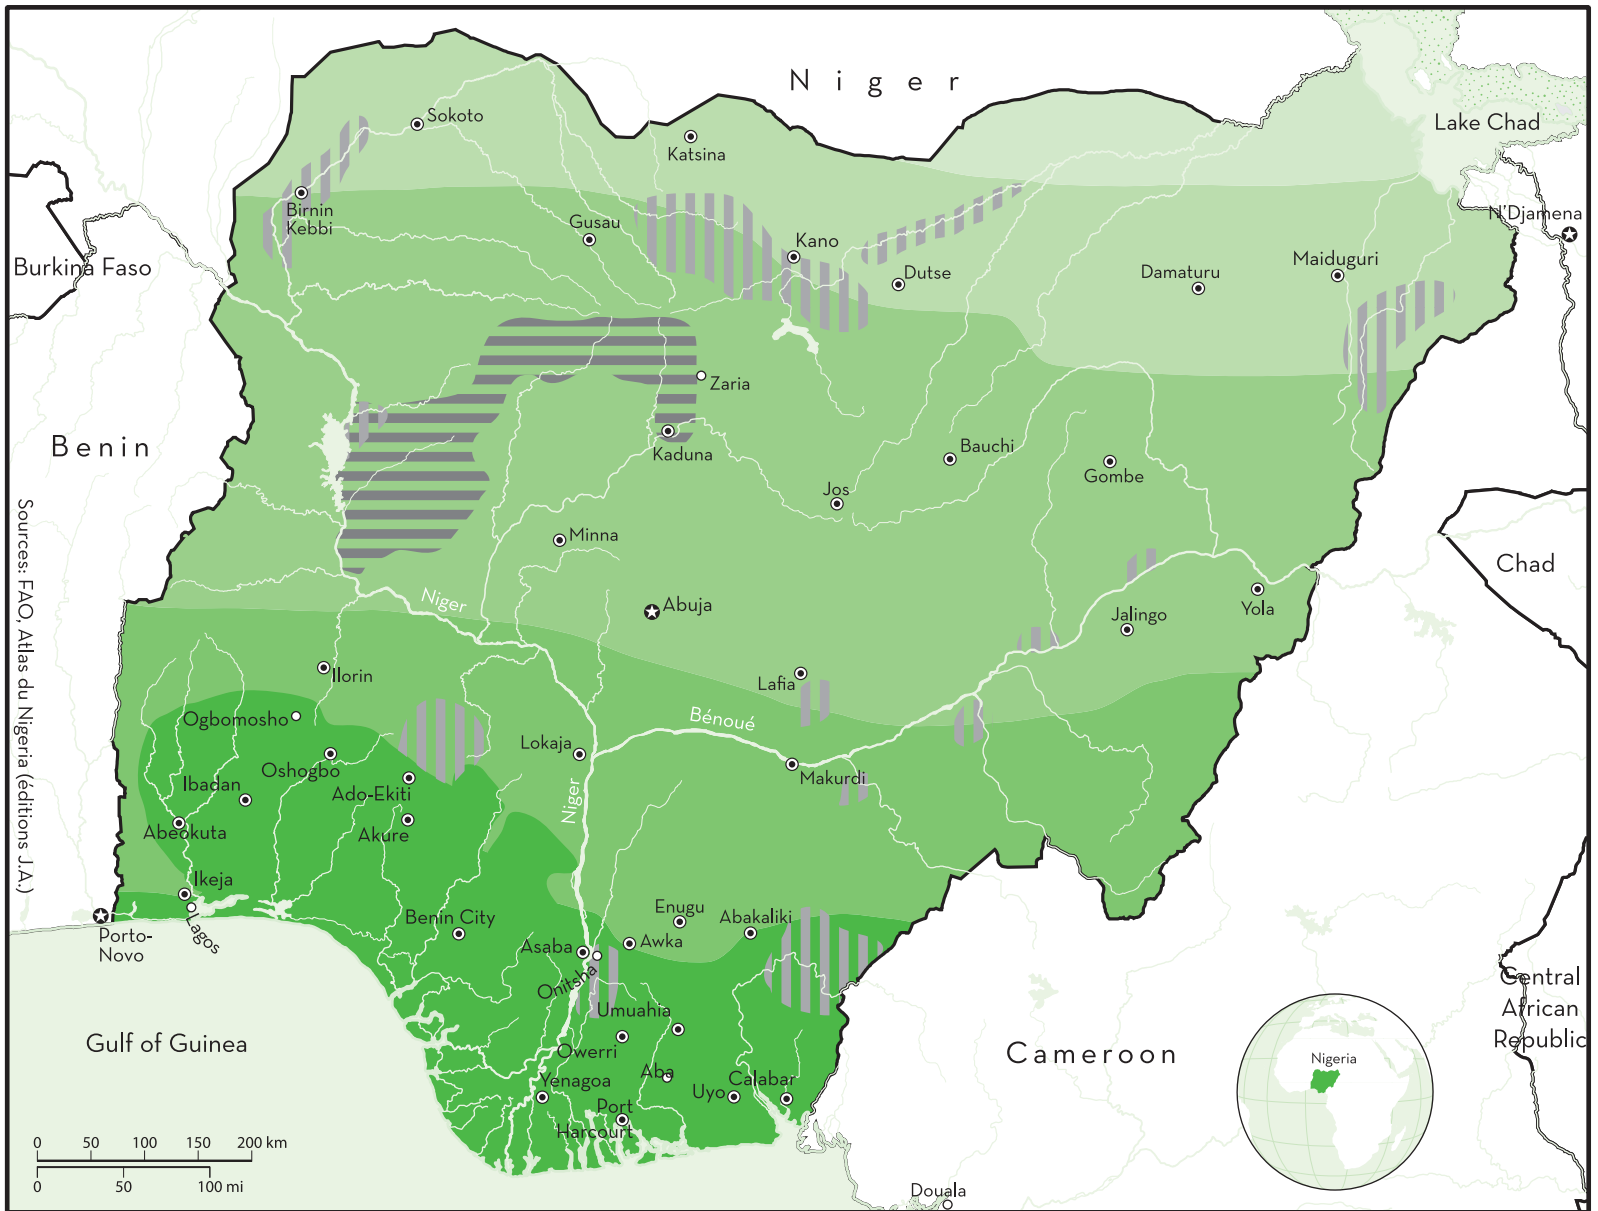 Niger
Lake Chad
Sokoto
Katsina
Birnin
Kebbi
Gusau
Kano
N'Djamena
Burkina Faso
Dutse
Damaturu
Maiduguri
Zaria
Benin
Kaduna
Bauchi
Gombe
Jos
Sources: FAO, Atlas du Nigeria (éditions J.A.)
Minna
Chad
Niger
Abuja
Jalingo
Yola
Ilorin
Lafia
Ogbomosho
Bénoué
Lokaja
Oshogbo
Ibadan
Ado-Ekiti
Makurdi
Niger
Abeokuta
Akure
Ikeja
Lagos
Porto-
Novo
Benin City
Enugu
Abakaliki
Asaba
Awka
Onitsha
Central
African
Republic
Umuahia
Gulf of Guinea
Owerri
Cameroon
Nigeria
Aba
Yenagoa
Uyo
Calabar
Port
Harcourt
0 50 100 150 200 km
0 50 100 mi
Douala